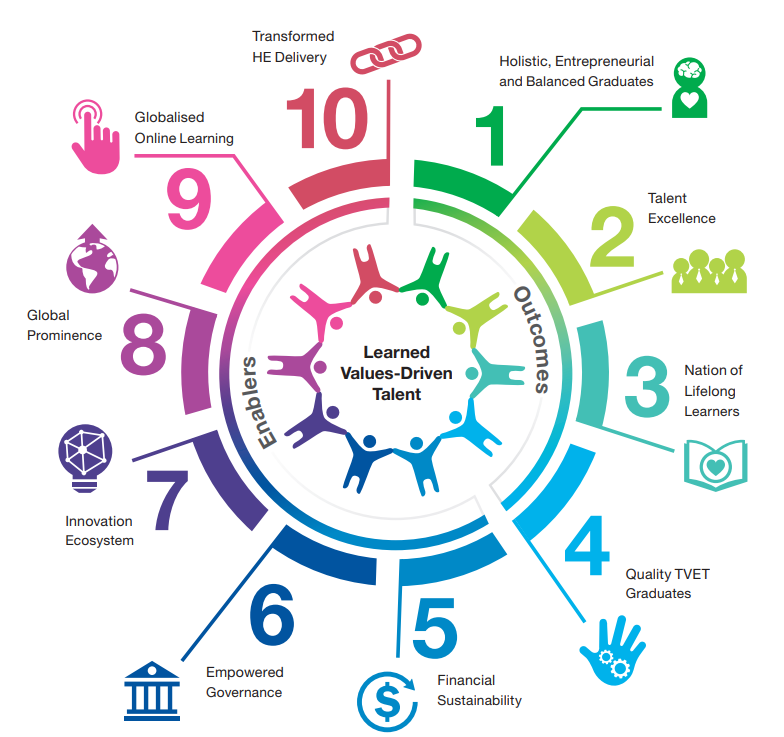 1
Holistic, Entrepreneurial
and Balanced Graduates
2
Talent
Excellence
3
Nation of
Lifelong
Learners
4
Quality TVET
Graduates
5
Financial
Sustainability
$
6
Empowered
Governance
7
Innovation
Ecosystem
8
Global
Prominence
9
Globalised
Online Learning
10
Transformed
HE Delivery
Outcomes
Enablers
Learned
Values-Driven
Talent